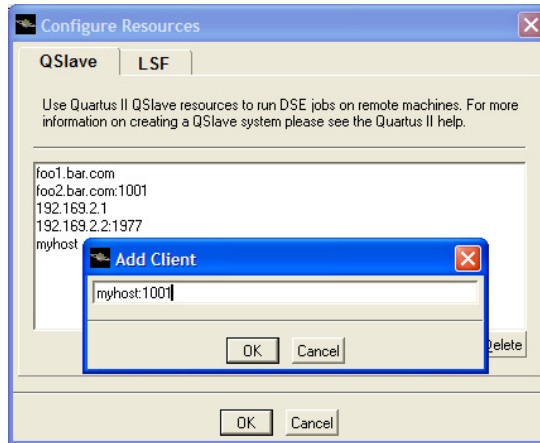 Configure Resources
QSlave
LSF
Use Quartus II QSlave resources to run DSE jobs on remote machines. For more
information on creating a QSlave system please see the Quartus II help.
foo1.bar.com
foo2.bar.com:1001
192.169.2.1
192.169.2.2:1977
myhost
Add Client
myhost:1001
OK
Cancel
elete
OK
Cancel